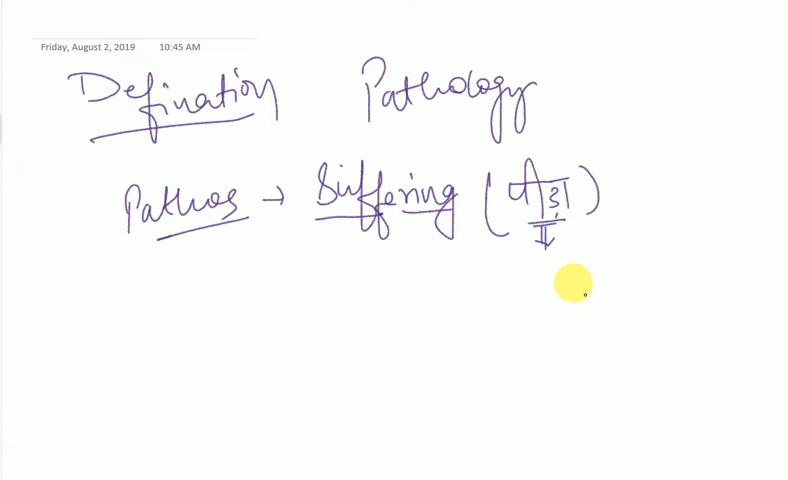 Friday, August 2, 2019 10:45 AM
Defination Pathology
Pathos → Suffering